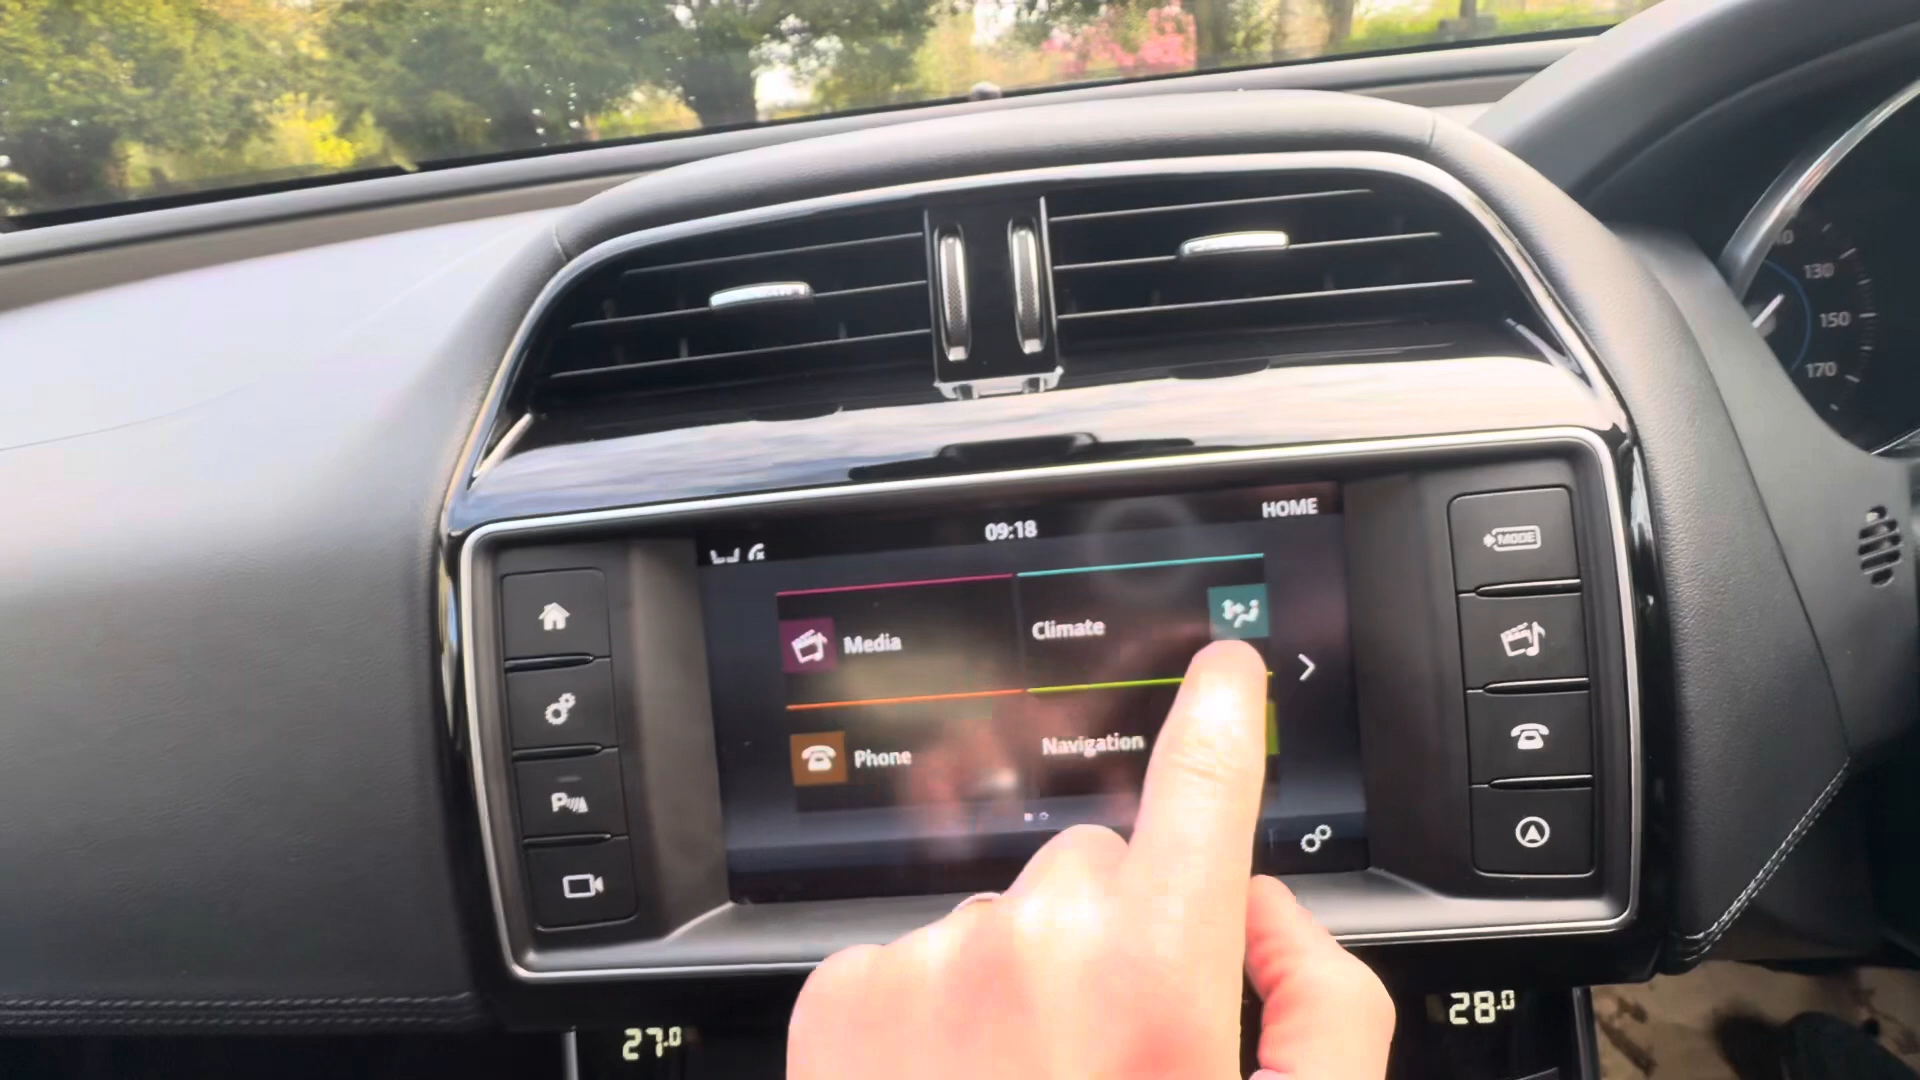 130
150
170
HOME
09:18
MODE
Media
Climate
Phone
Navigation
P
27.0
28.0